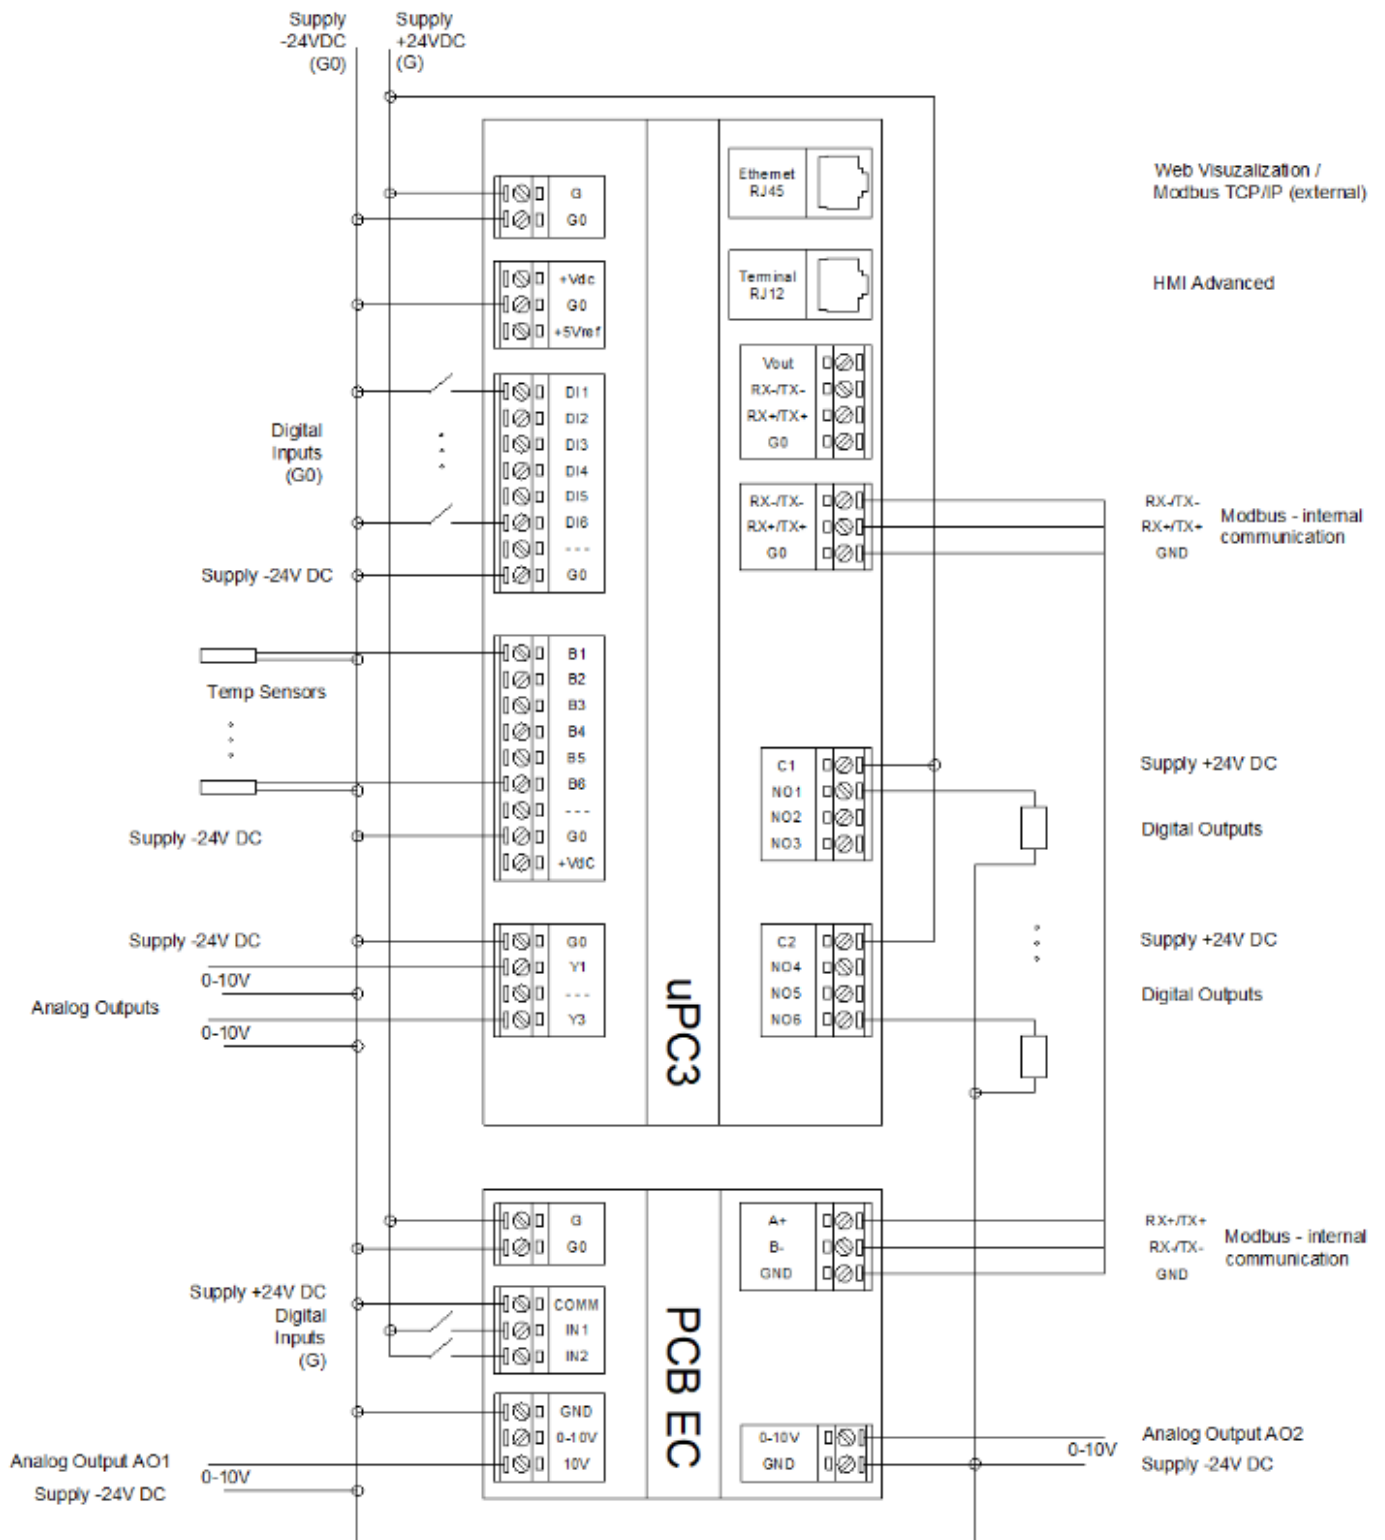 Supply
-24VDC
(G0)
Supply
+24VDC
(G)
G
G0
+Vdc
G0
+5Vref
Digital
Inputs
(G0)
DI1
DI2
DI3
DI4
DI5
DI6
---
G0
Supply -24V DC
Temp Sensors
B1
B2
B3
B4
B5
B6
---
G0
+VdC
Supply -24V DC
Supply -24V DC
0-10V
Analog Outputs
0-10V
G0
Y1
---
Y3
uPC3
Ethernet
RJ45
Web Visuzalization /
Modbus TCP/IP (external)
Terminal
RJ12
HMI Advanced
Vout
RX-/TX-
RX+/TX+
G0
RX-/TX-
RX+/TX+
G0
RX-/TX-
RX+/TX+
GND
Modbus - internal
communication
C1
NO1
NO2
NO3
Supply +24V DC
Digital Outputs
C2
NO4
NO5
NO6
Supply +24V DC
Digital Outputs
G
G0
Supply +24V DC
Digital
Inputs
(G)
COMM
IN1
IN2
GND
0-10V
10V
Analog Output AO1
0-10V
Supply -24V DC
PCB EC
A+
B-
GND
RX+/TX+
RX-/TX-
GND
Modbus - internal
communication
0-10V
GND
0-10V
Analog Output AO2
Supply -24V DC